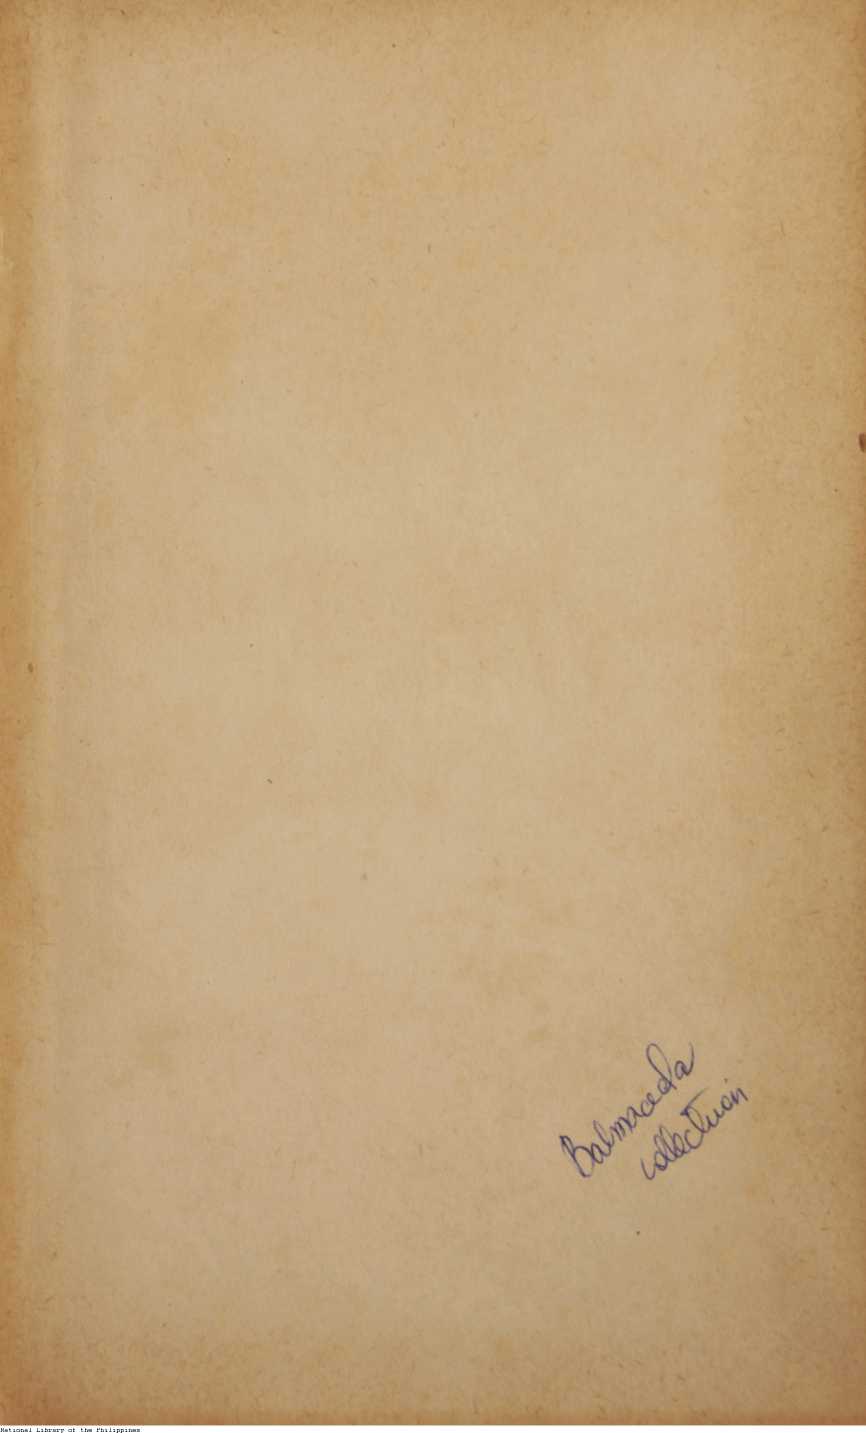 Balmaceda
collection
National Library of the Philippines